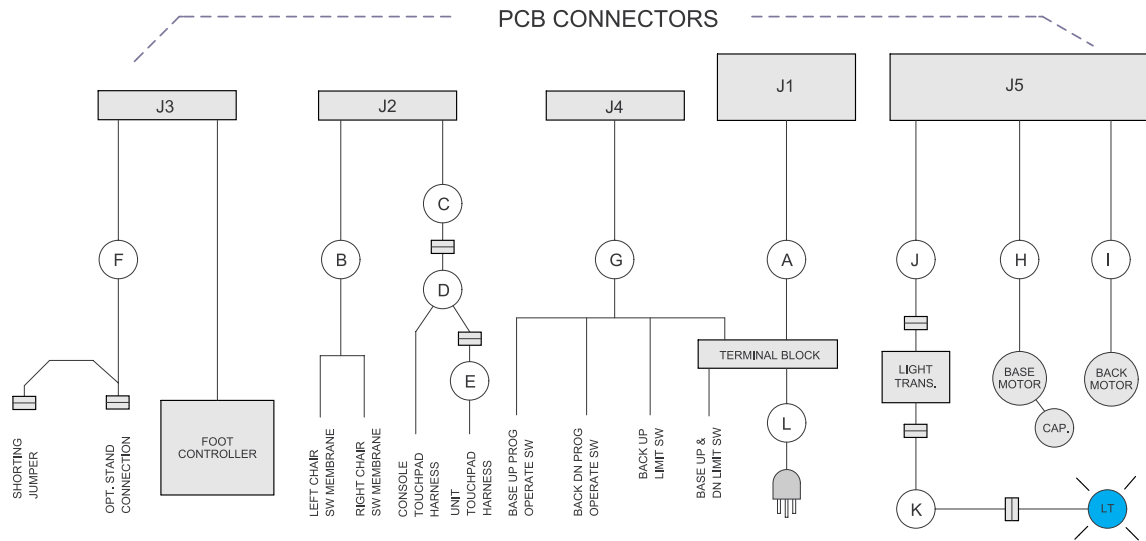 PCB CONNECTORS
J3
J2
J4
J1
J5
C
F
B
D
G
A
J
H
I
E
L
K
TERMINAL BLOCK
LIGHT
TRANS.
BASE
MOTOR
CAP.
BACK
MOTOR
FOOT
CONTROLLER
SHORTING
JUMPER
OPT. STAND
CONNECTION
LEFT CHAIR
SW MEMBRANE
RIGHT CHAIR
SW MEMBRANE
CONSOLE
TOUCHPAD
HARNESS
UNIT
TOUCHPAD
HARNESS
BASE UP PROG
OPERATE SW
BACK DN PROG
OPERATE SW
BACK UP
LIMIT SW
BASE UP &
DN LIMIT SW
LT